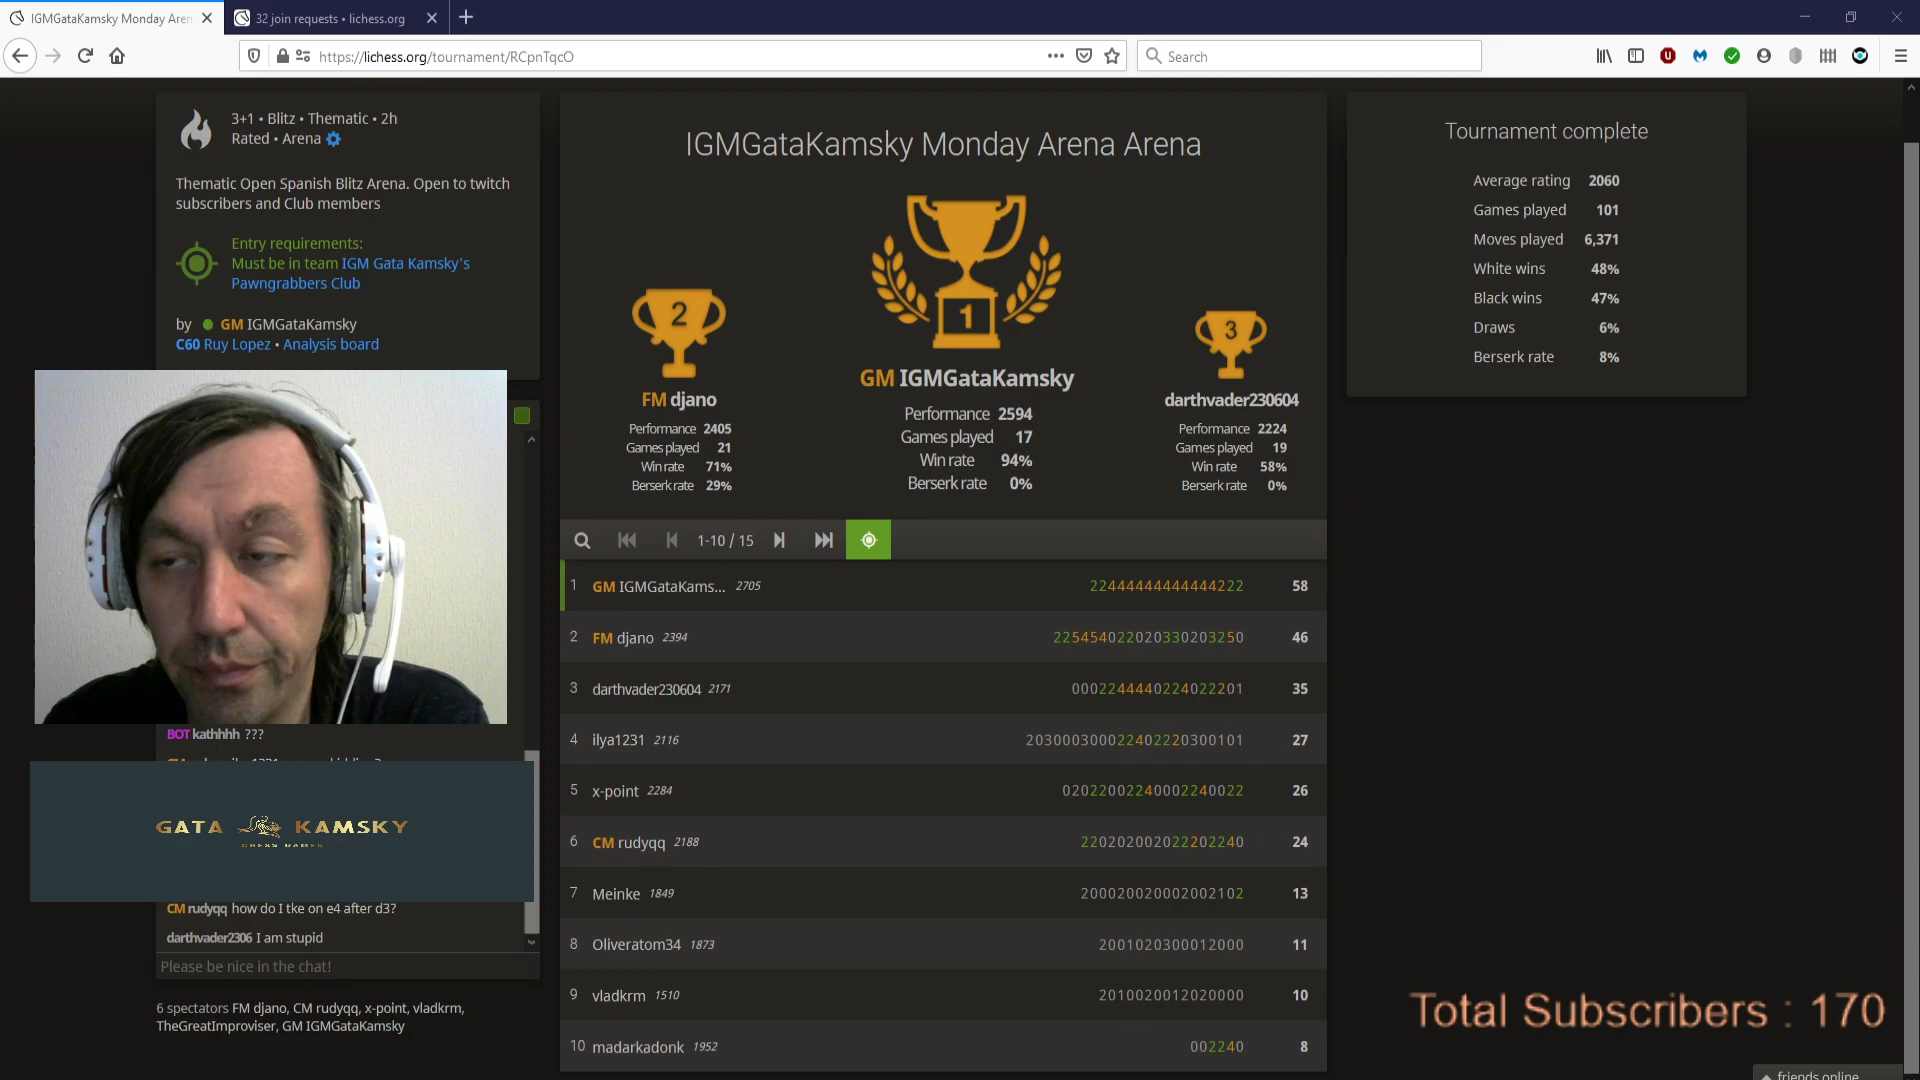 IGMGataKamsky Monday Aren
32 join requests • lichess.org
https://lichess.org/tournament/RCpnTqcO
Search
3+1 • Blitz • Thematic • 2h
Rated • Arena
Thematic Open Spanish Blitz Arena. Open to twitch
subscribers and Club members
Entry requirements:
Must be in team IGM Gata Kamsky's
Pawngrabbers Club
by GM IGMGataKamsky
C60 Ruy Lopez • Analysis board
BOT kathhhh ???
GATA KAMSKY
CM rudyqq how do I tke on e4 after d3?
darthvader2306 I am stupid
Please be nice in the chat!
6 spectators FM djano, CM rudyqq, x-point, vladkrm,
TheGreatImproviser, GM IGMGataKamsky
IGMGataKamsky Monday Arena Arena
2
FM djano
Performance 2405
Games played 21
Win rate 71%
Berserk rate 29%
1
GM IGMGataKamsky
Performance 2594
Games played 17
Win rate 94%
Berserk rate 0%
3
darthvader230604
Performance 2224
Games played 19
Win rate 58%
Berserk rate 0%
1-10 / 15
1 GM IGMGataKams... 2705 22444444444444222 58
2 FM djano 2394 225454022020330203250 46
3 darthvader230604 2171 0002244440224022201 35
4 ilya1231 2116 203000300022402220300101 27
5 x-point 2284 02022002240002240022 26
6 CM rudyqq 2188 220202002022202240 24
7 Meinke 1849 200020020002002102 13
8 Oliveratom34 1873 2001020300012000 11
9 vladkrm 1510 2010020012020000 10
10 madarkadonk 1952 002240 8
Tournament complete
Average rating 2060
Games played 101
Moves played 6,371
White wins 48%
Black wins 47%
Draws 6%
Berserk rate 8%
Total Subscribers : 170
friends online